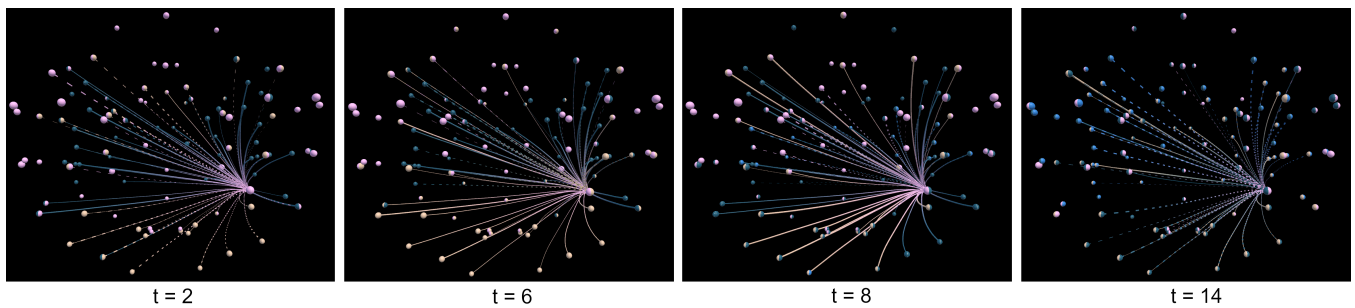 t = 2
t = 6
t = 8
t = 14